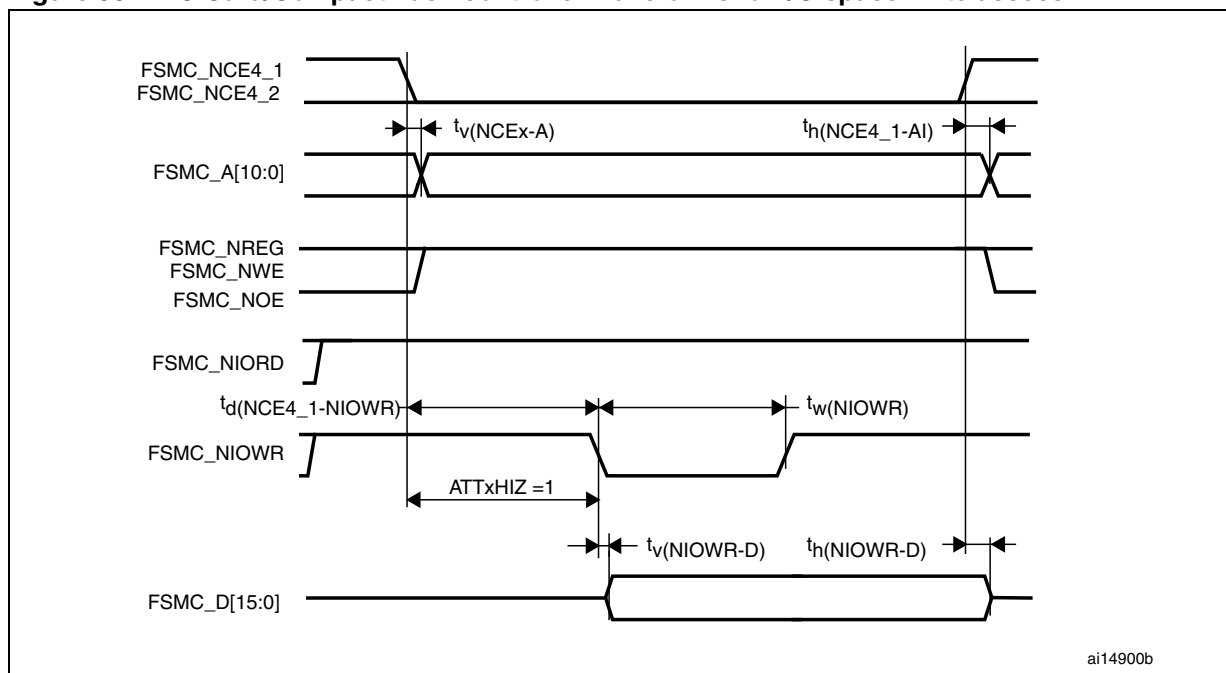 FSMC_NCE4_1
FSMC_NCE4_2
tv(NCEx-A)
th(NCE4_1-AI)
FSMC_A[10:0]
FSMC_NREG
FSMC_NWE
FSMC_NOE
FSMC_NIORD
td(NCE4_1-NIOWR)
tw(NIOWR)
FSMC_NIOWR
ATTxHIZ =1
tv(NIOWR-D)
th(NIOWR-D)
FSMC_D[15:0]
ai14900b